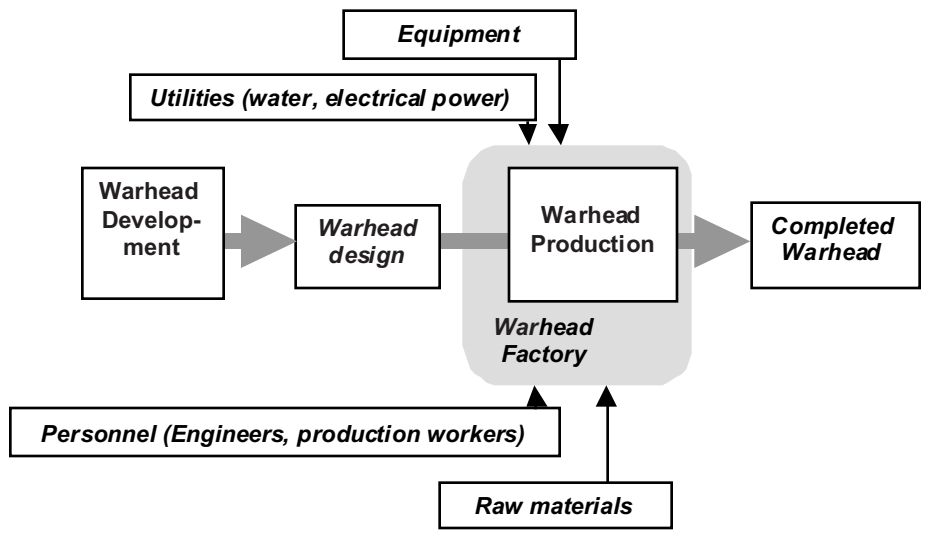 Equipment
Utilities (water, electrical power)
Warhead
Develop-
ment
Warhead
design
Warhead
Production
Completed
Warhead
Warhead
Factory
Personnel (Engineers, production workers)
Raw materials